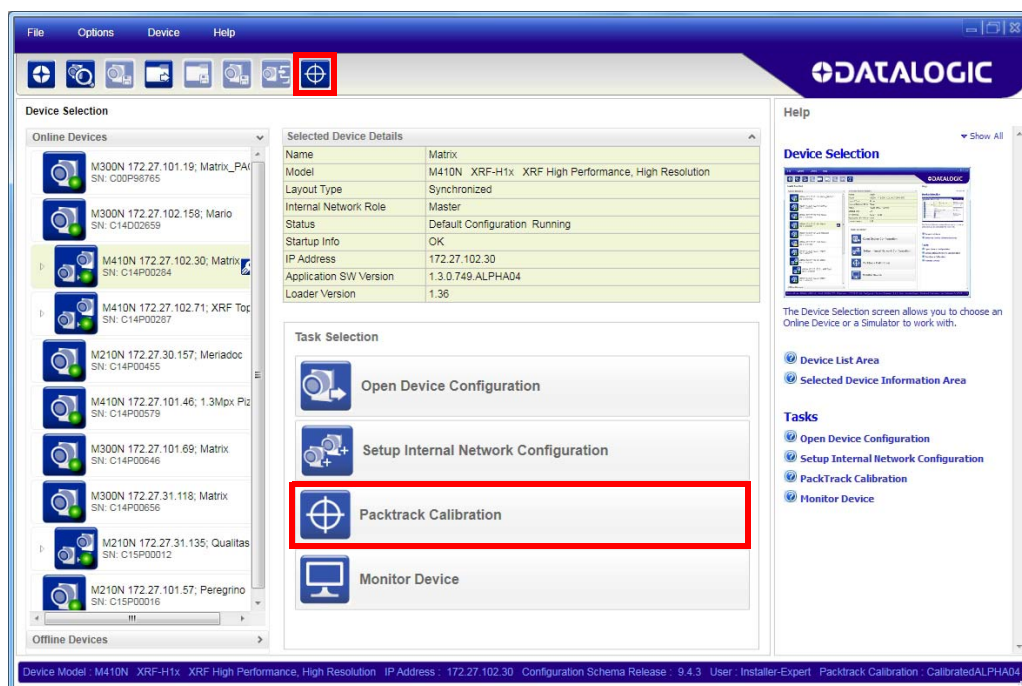 File Options Device Help
DATALOGIC
Device Selection
Online Devices
M300N 172.27.101.19; Matrix_PA
SN: C00P98765
M300N 172.27.102.158; Mario
SN: C14D02659
M410N 172.27.102.30; Matrix
SN: C14P00284
M410N 172.27.102.71; XRF Top
SN: C14P00287
M210N 172.27.30.157; Meriadoc
SN: C14P00455
M410N 172.27.101.46; 1.3Mpx Piz
SN: C14P00579
M300N 172.27.101.69; Matrix
SN: C14P00646
M300N 172.27.31.118; Matrix
SN: C14P00656
M210N 172.27.31.135; Qualitas
SN: C15P00012
M210N 172.27.101.57; Peregrino
SN: C15P00016
Offline Devices
Selected Device Details
Name Matrix
Model M410N XRF-H1x XRF High Performance, High Resolution
Layout Type Synchronized
Internal Network Role Master
Status Default Configuration Running
Startup Info OK
IP Address 172.27.102.30
Application SW Version 1.3.0.749.ALPHA04
Loader Version 1.36
Task Selection
Open Device Configuration
Setup Internal Network Configuration
Packtrack Calibration
Monitor Device
Help
Show All
Device Selection
The Device Selection screen allows you to choose an
Online Device or a Simulator to work with.
Device List Area
Selected Device Information Area
Tasks
Open Device Configuration
Setup Internal Network Configuration
PackTrack Calibration
Monitor Device
Device Model : M410N XRF-H1x XRF High Performance, High Resolution IP Address : 172.27.102.30 Configuration Schema Release : 9.4.3 User : Installer-Expert Packtrack Calibration : CalibratedALPHA04